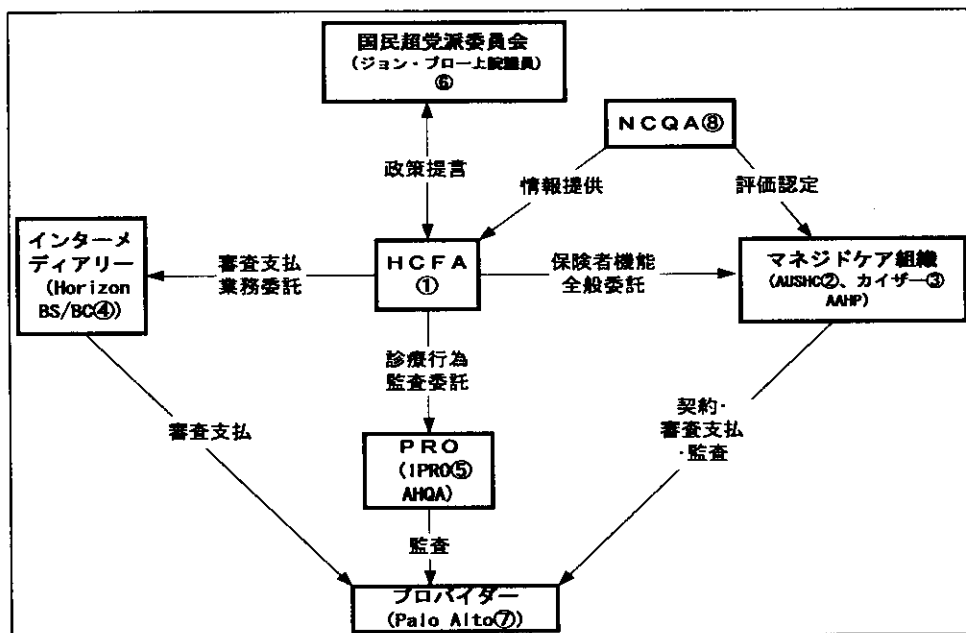 国民超党派委員会
(ジョン・ブロー上院議員)
⑥
NCQA⑧
政策提言
情報提供
評価認定
インターメ
ディアリー
(Horizon
BS/BC④)
審査支払
業務委託
HCFA
①
保険者機能
全般委託
マネジドケア組織
(AUSHC②、カイザー③
AAHP)
診療行為
監査委託
審査支払
契約・
審査支払
・監査
PRO
(IPRO⑤
AHQA)
監査
プロバイダー
(Palo Alto⑦)